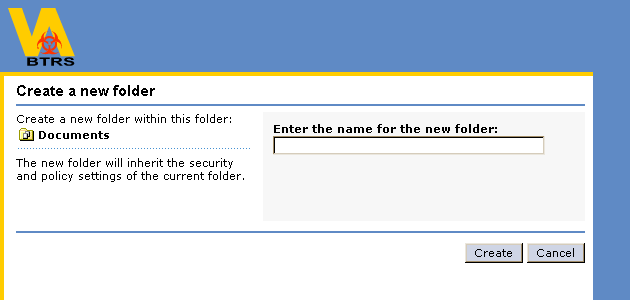 VA
BTRS
Create a new folder
Create a new folder within this folder:
Documents
The new folder will inherit the security
and policy settings of the current folder.
Enter the name for the new folder:
Create Cancel